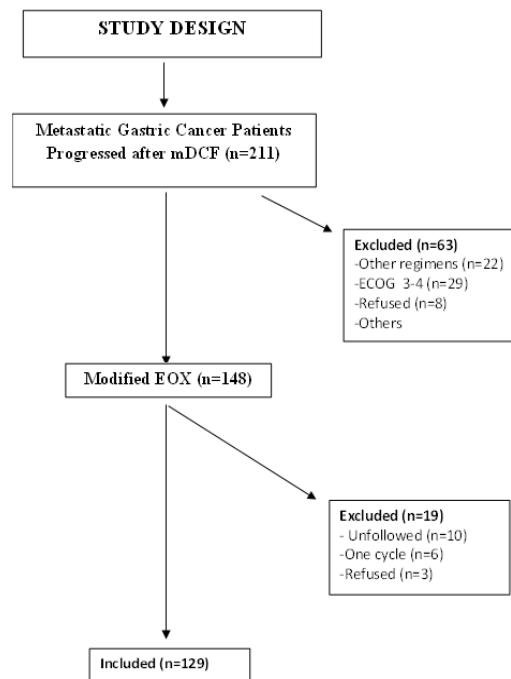 STUDY DESIGN
Metastatic Gastric Cancer Patients
Progressed after mDCF (n=211)
Excluded (n=63)
-Other regimens (n=22)
-ECOG 3-4 (n=29)
-Refused (n=8)
-Others
Modified EOX (n=148)
Excluded (n=19)
- Unfollowed (n=10)
-One cycle (n=6)
-Refused (n=3)
Included (n=129)